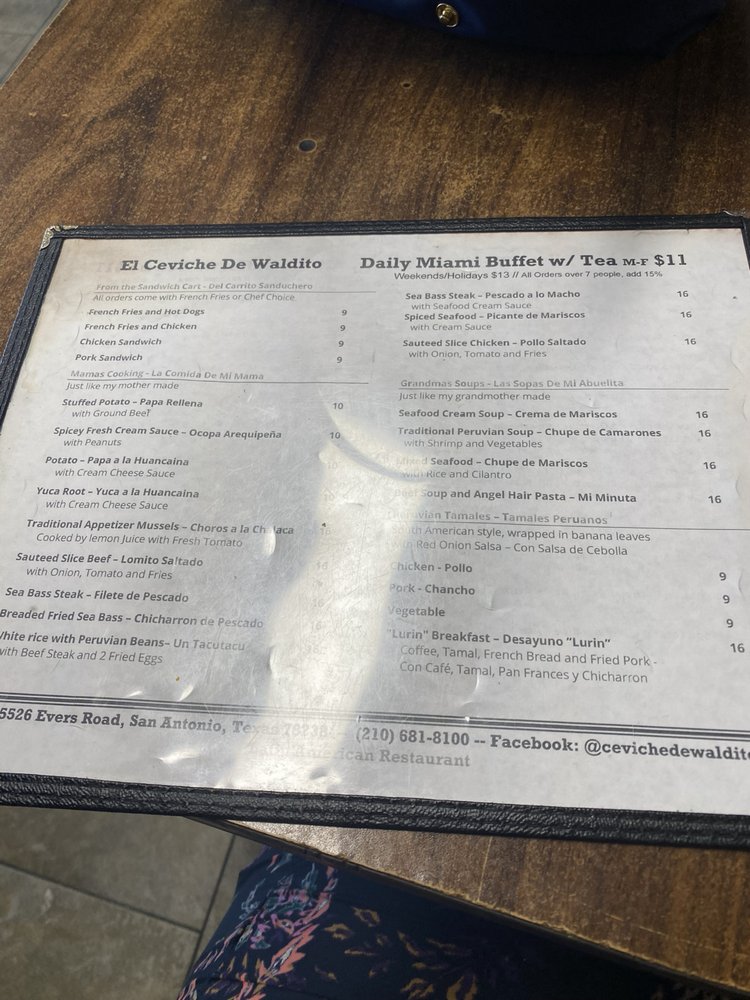 El Ceviche De Waldito
From the Sandwich Cart - Del Carrito Sanduchero
All orders come with French Fries or Chef Choice
French Fries and Hot Dogs 9
French Fries and Chicken 9
Chicken Sandwich 9
Pork Sandwich 9
Mamas Cooking - La Comida De Mi Mama
Just like my mother made
Stuffed Potato – Papa Rellena 10
with Ground Beef
Spicey Fresh Cream Sauce – Ocopa Arequipeña 10
with Peanuts
Potato – Papa a la Huancaina 10
with Cream Cheese Sauce
Yuca Root – Yuca a la Huancaina
with Cream Cheese Sauce
Traditional Appetizer Mussels – Choros a la Chalaca 16
Cooked by lemon Juice with Fresh Tomato
Sauteed Slice Beef – Lomito Saltado 16
with Onion, Tomato and Fries
Sea Bass Steak – Filete de Pescado 16
Breaded Fried Sea Bass – Chicharron de Pescado 16
White rice with Peruvian Beans– Un Tacutacu
with Beef Steak and 2 Fried Eggs
Daily Miami Buffet w/ Tea M-F $11
Weekends/Holidays $13 // All Orders over 7 people, add 15%
Sea Bass Steak – Pescado a lo Macho 16
with Seafood Cream Sauce
Spiced Seafood – Picante de Mariscos 16
with Cream Sauce
Sauteed Slice Chicken – Pollo Saltado 16
with Onion, Tomato and Fries
Grandmas Soups - Las Sopas De Mi Abuelita
Just like my grandmother made
Seafood Cream Soup – Crema de Mariscos 16
Traditional Peruvian Soup – Chupe de Camarones 16
with Shrimp and Vegetables
Mixed Seafood – Chupe de Mariscos 16
with Rice and Cilantro
Beef Soup and Angel Hair Pasta – Mi Minuta 16
Peruvian Tamales – Tamales Peruanos
South American style, wrapped in banana leaves
with Red Onion Salsa – Con Salsa de Cebolla
Chicken - Pollo 9
Pork - Chancho 9
Vegetable 9
"Lurin" Breakfast – Desayuno “Lurin” 16
Coffee, Tamal, French Bread and Fried Pork -
Con Café, Tamal, Pan Frances y Chicharron
5526 Evers Road, San Antonio, Texas 78238 -- (210) 681-8100 -- Facebook: @cevichedewaldito
American Restaurant